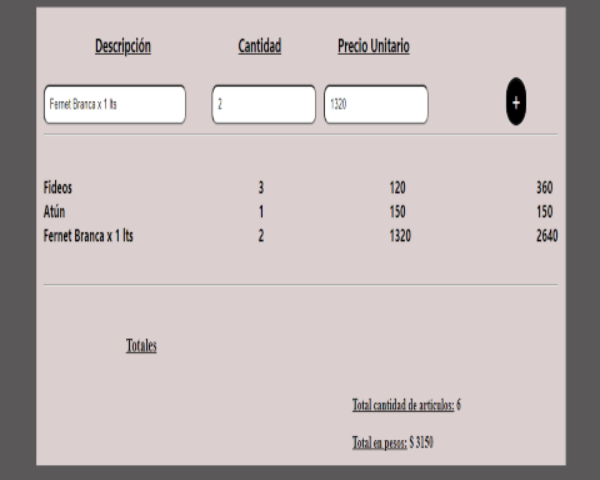 Descripción Cantidad Precio Unitario
Fernet Branca x 1 lts 2 1320 +
Fideos 3 120 360
Atún 1 150 150
Fernet Branca x 1 lts 2 1320 2640
Totales
Total cantidad de articulos: 6
Total en pesos: $ 3150